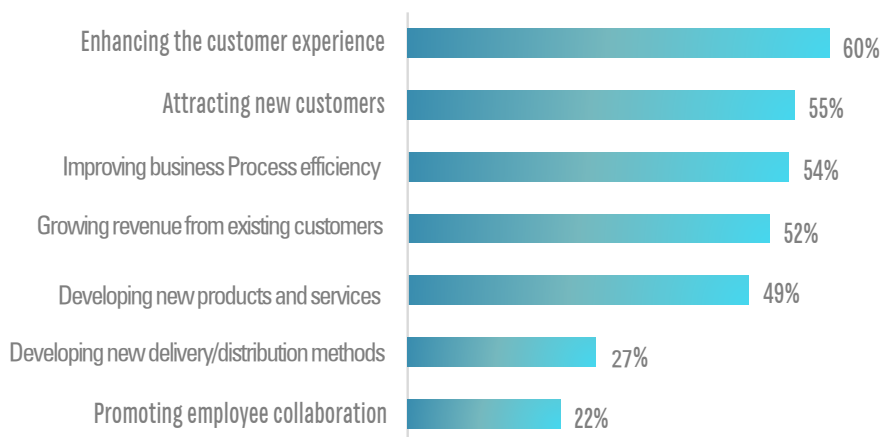 Enhancing the customer experience 60%
Attracting new customers 55%
Improving business Process efficiency 54%
Growing revenue from existing customers 52%
Developing new products and services 49%
Developing new delivery/distribution methods 27%
Promoting employee collaboration 22%